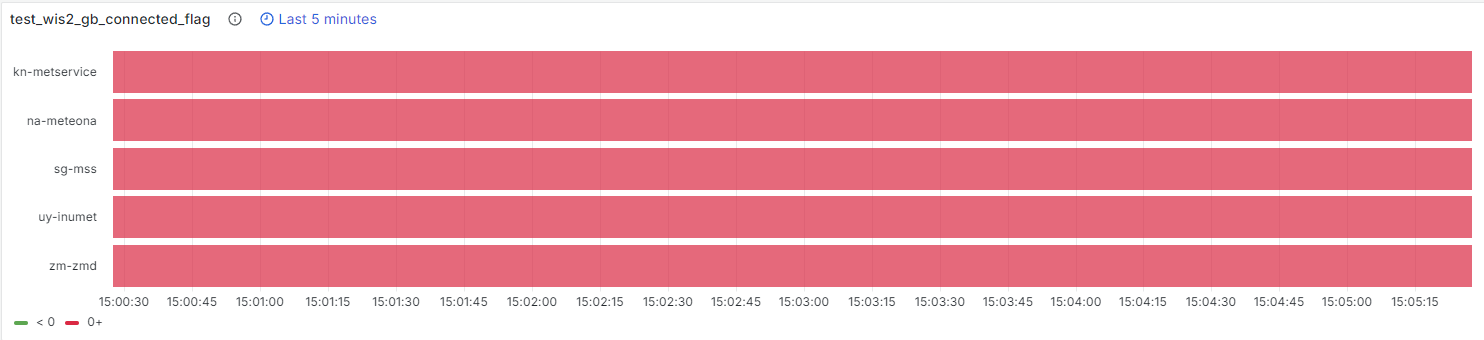 test_wis2_gb_connected_flag Last 5 minutes
kn-metservice
na-meteona
sg-mss
uy-inumet
zm-zmd
15:00:30 15:00:45 15:01:00 15:01:15 15:01:30 15:01:45 15:02:00 15:02:15 15:02:30 15:02:45 15:03:00 15:03:15 15:03:30 15:03:45 15:04:00 15:04:15 15:04:30 15:04:45 15:05:00 15:05:15
< 0 0+